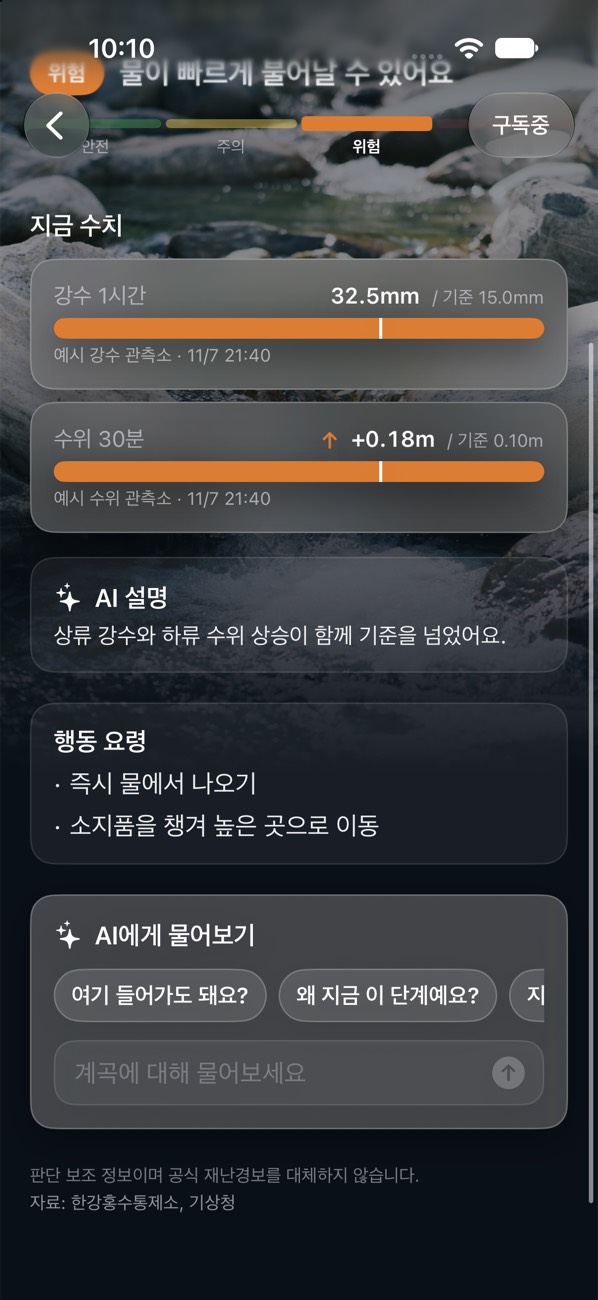 10:10
위험 물이 빠르게 불어날 수 있어요
구독중
안전 주의 위험
지금 수치
강수 1시간 32.5mm / 기준 15.0mm
예시 강수 관측소 · 11/7 21:40
수위 30분 ↑ +0.18m / 기준 0.10m
예시 수위 관측소 · 11/7 21:40
AI 설명
상류 강수와 하류 수위 상승이 함께 기준을 넘었어요.
행동 요령
· 즉시 물에서 나오기
· 소지품을 챙겨 높은 곳으로 이동
AI에게 물어보기
여기 들어가도 돼요? 왜 지금 이 단계예요? 지
계곡에 대해 물어보세요
판단 보조 정보이며 공식 재난경보를 대체하지 않습니다.
자료: 한강홍수통제소, 기상청